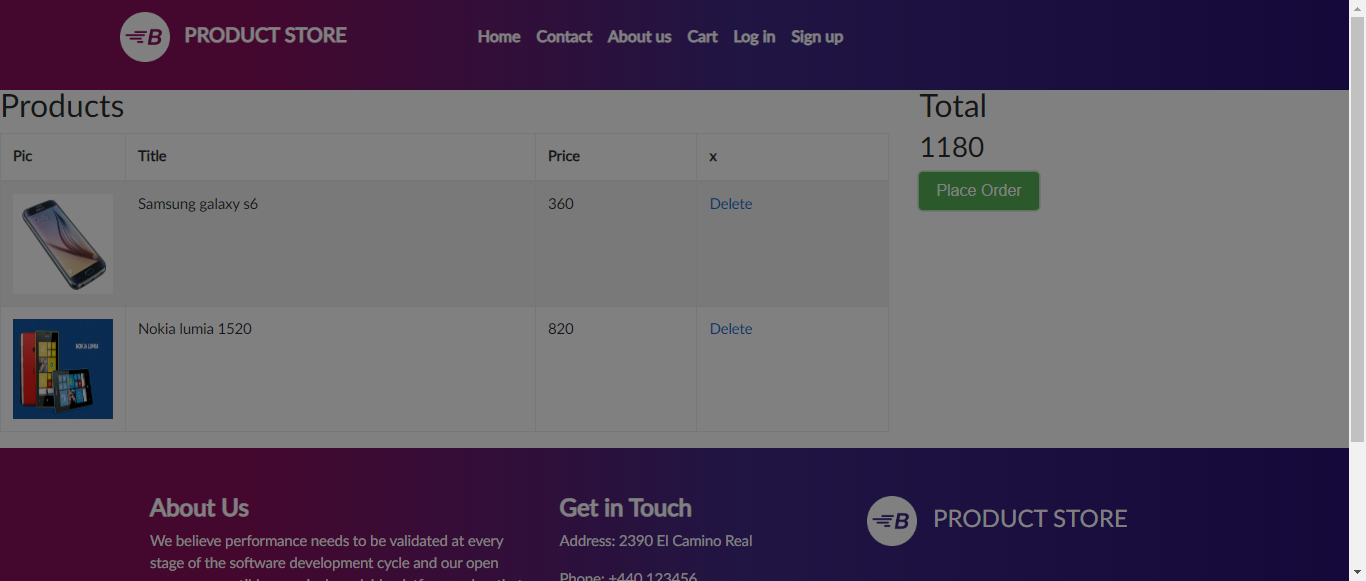 B PRODUCT STORE Home Contact About us Cart Log in Sign up
Products
Total
1180
Place Order
Pic Title Price x
Samsung galaxy s6 360 Delete
NOKIA LUMIA
Nokia lumia 1520 820 Delete
About Us
We believe performance needs to be validated at every
stage of the software development cycle and our open
Get in Touch
Address: 2390 El Camino Real
Phone: +440 123456
B PRODUCT STORE